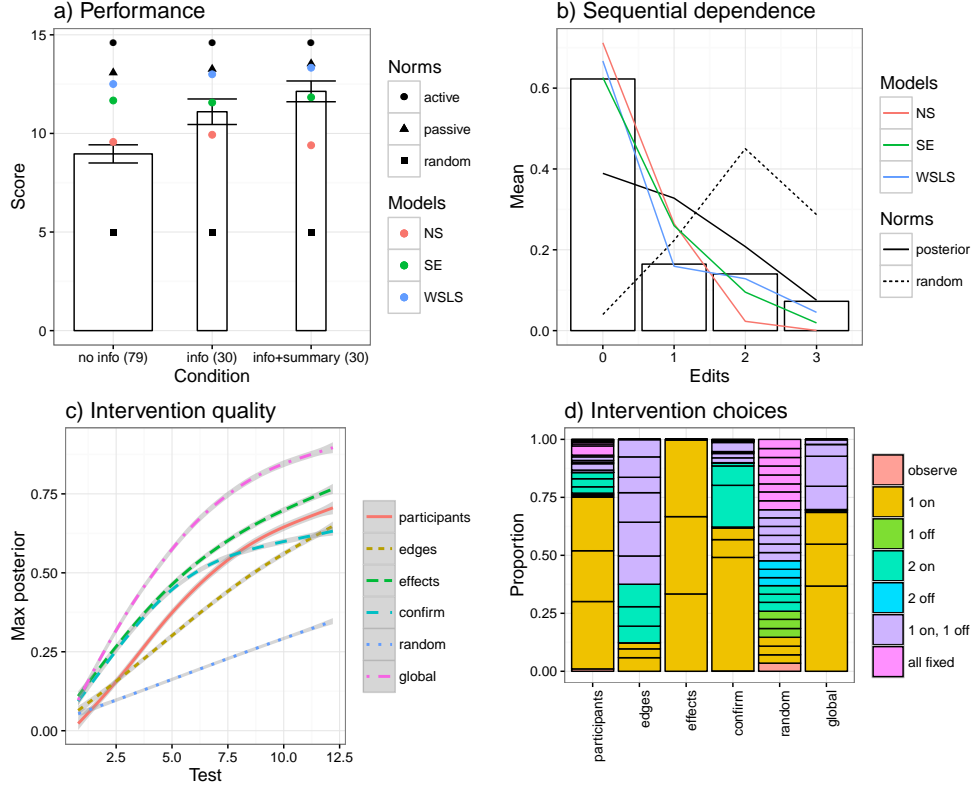 a) Performance
15
10
5
0
Score
no info (79)
info (30)
info+summary (30)
Condition
Norms
active
passive
random
Models
NS
SE
WSLS
b) Sequential dependence
0.6
0.4
0.2
0.0
Mean
0
1
2
3
Edits
Models
NS
SE
WSLS
Norms
posterior
random
c) Intervention quality
0.75
0.50
0.25
0.00
Max posterior
2.5
5.0
7.5
10.0
12.5
Test
participants
edges
effects
confirm
random
global
d) Intervention choices
1.00
0.75
0.50
0.25
0.00
Proportion
participants
edges
effects
confirm
random
global
observe
1 on
1 off
2 on
2 off
1 on, 1 off
all fixed